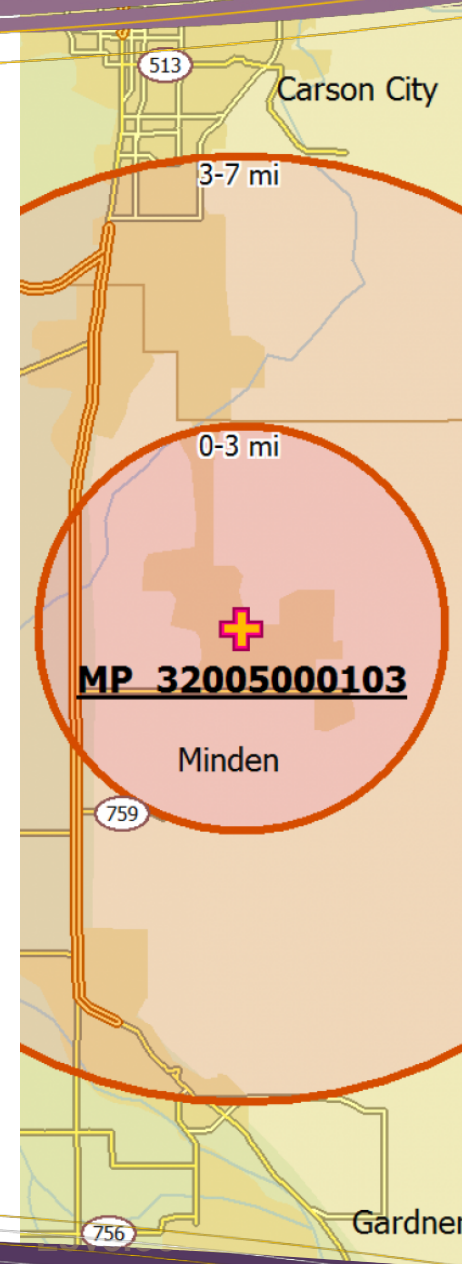 513
Carson City
3-7 mi
0-3 mi
MP 32005000103
Minden
759
Gardner
756